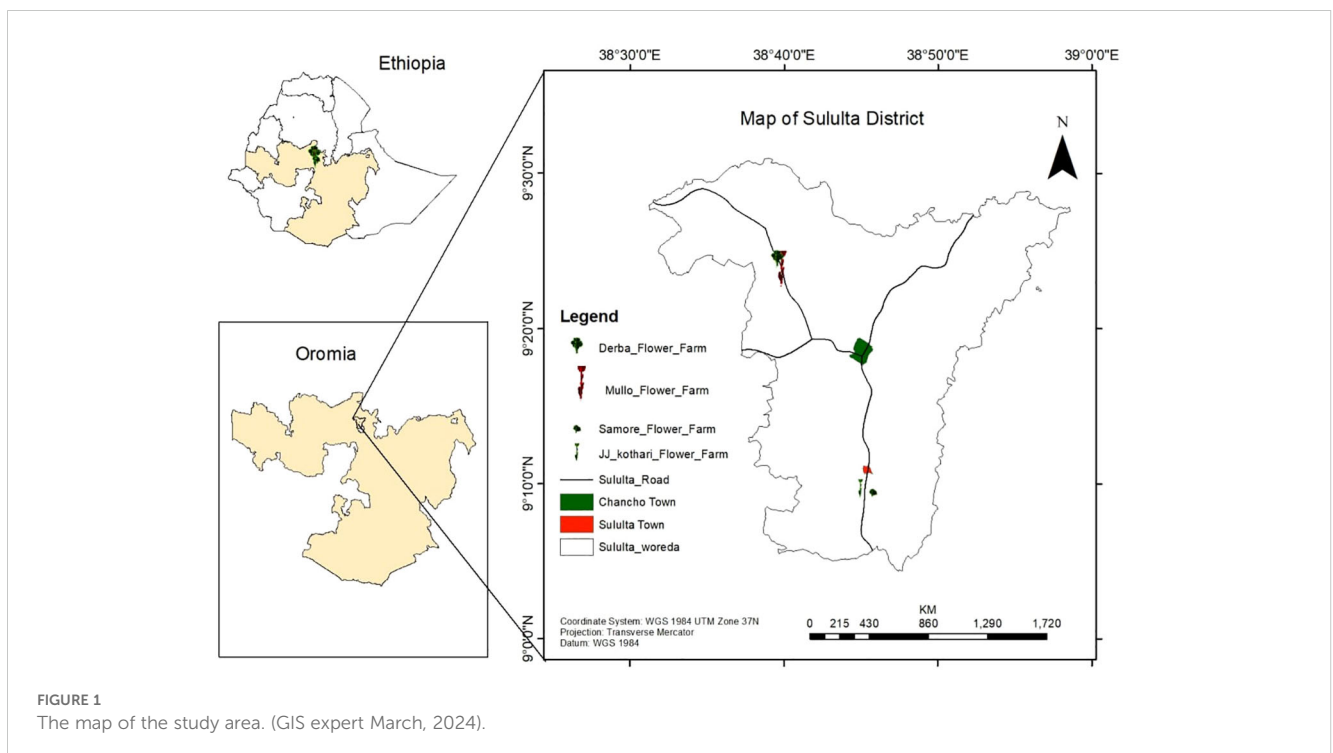 Ethiopia
Oromia
38°30'0"E 38°40'0"E 38°50'0"E 39°0'0"E
Map of Sululta District
N
9°30'0"N
9°20'0"N
9°10'0"N
9°0'0"N
Legend
Derba_Flower_Farm
Mullo_Flower_Farm
Samore_Flower_Farm
JJ_kothari_Flower_Farm
Sululta_Road
Chancho Town
Sululta Town
Sululta_woreda
Coordinate System: WGS 1984 UTM Zone 37N
Projection: Transverse Mercator
Datum: WGS 1984
KM
0 215 430 860 1,290 1,720
FIGURE 1
The map of the study area. (GIS expert March, 2024).